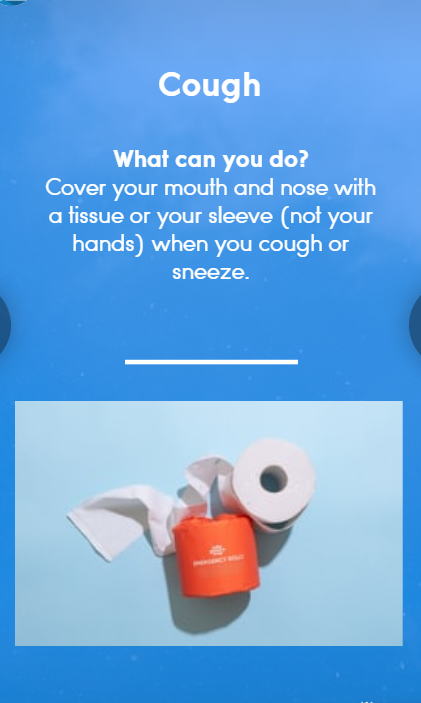 Cough
What can you do?
Cover your mouth and nose with
a tissue or your sleeve (not your
hands) when you cough or
sneeze.
EMERGENCY ROLL